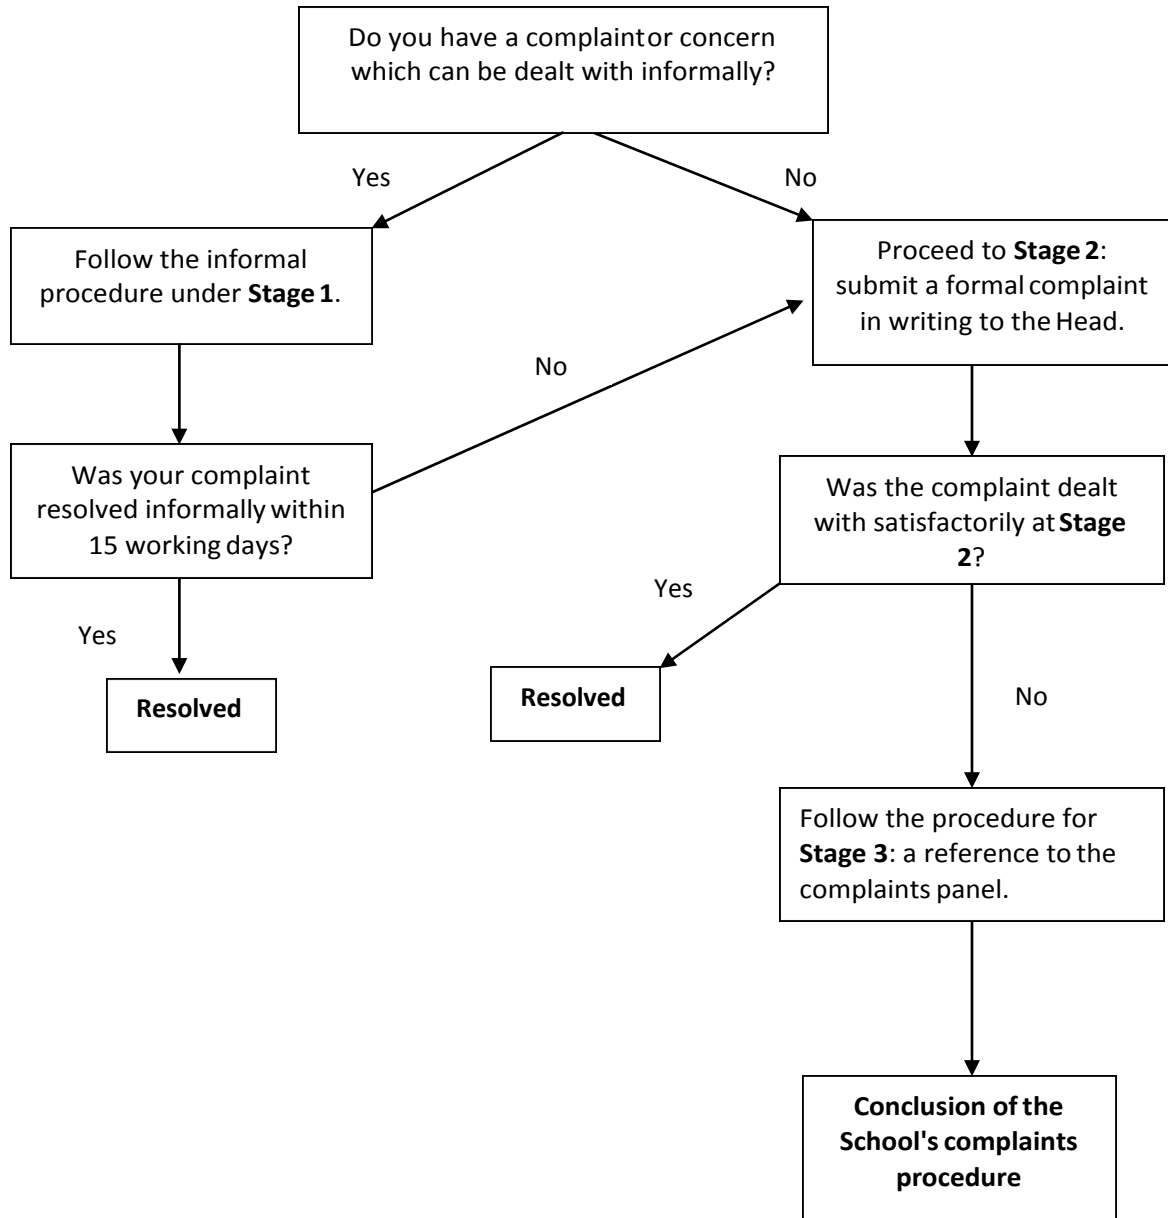 Do you have a complaintor concern
which can be dealt with informally?
Yes
No
Follow the informal
procedure under Stage 1.
Proceed to Stage 2:
submit a formal complaint
in writing to the Head.
No
Was your complaint
resolved informally within
15 working days?
Was the complaint dealt
with satisfactorily at Stage
2?
Yes
Yes
Resolved
Resolved
No
Follow the procedure for
Stage 3: a reference to the
complaints panel.
Conclusion of the
School's complaints
procedure